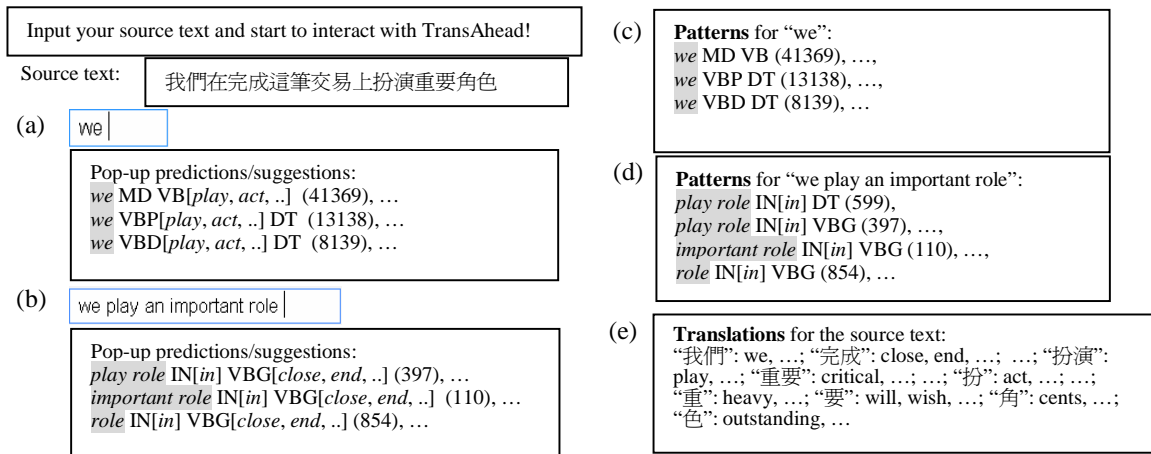 Input your source text and start to interact with TransAhead!
Source text:
我們在完成這筆交易上扮演重要角色
(a)
we
Pop-up predictions/suggestions:
we MD VB[play, act, ..] (41369), …
we VBP[play, act, ..] DT (13138), …
we VBD[play, act, ..] DT (8139), …
(b)
we play an important role
Pop-up predictions/suggestions:
play role IN[in] VBG[close, end, ..] (397), …
important role IN[in] VBG[close, end, ..] (110), …
role IN[in] VBG[close, end, ..] (854), …
(c)
Patterns for “we”:
we MD VB (41369), …,
we VBP DT (13138), …,
we VBD DT (8139), …
(d)
Patterns for “we play an important role”:
play role IN[in] DT (599),
play role IN[in] VBG (397), …,
important role IN[in] VBG (110), …,
role IN[in] VBG (854), …
(e)
Translations for the source text:
“我們”: we, …; “完成”: close, end, …; …; “扮演”:
play, …; “重要”: critical, …; …; “扮”: act, …; …;
“重”: heavy, …; “要”: will, wish, …; “角”: cents, …;
“色”: outstanding, …